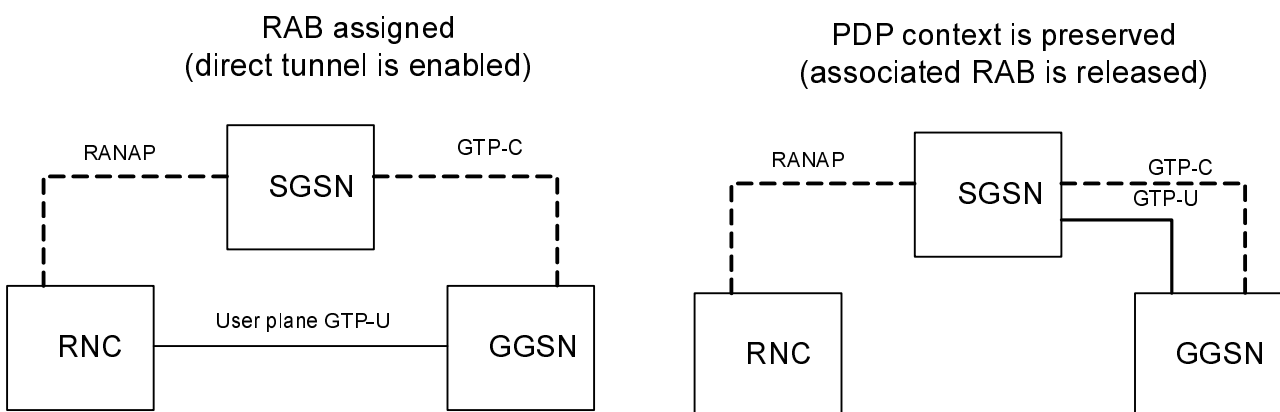 RAB assigned
(direct tunnel is enabled)
RANAP
GTP-C
SGSN
RNC
User plane GTP-U
GGSN
PDP context is preserved
(associated RAB is released)
RANAP
GTP-C
SGSN
GTP-U
RNC
GGSN